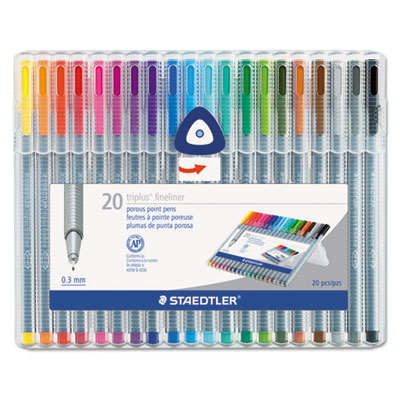 20 triplus® fineliner
porous point pens
feutres à pointe poreuse
plumas de punta porosa
AP
0.3 mm
20 pcs/pzs
STAEDTLER